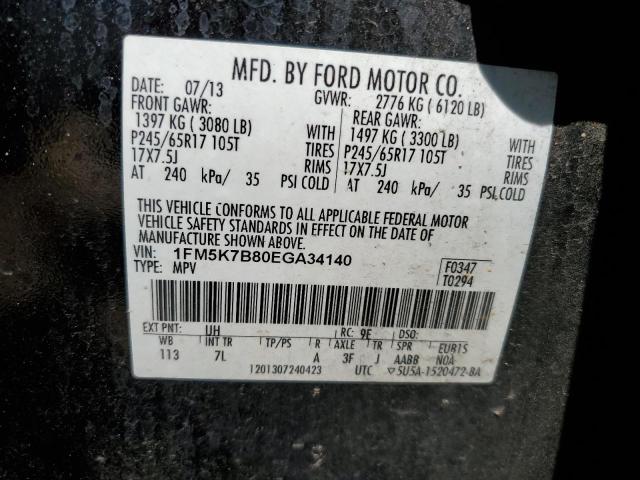 MFD. BY FORD MOTOR CO.
DATE: 07/13 GVWR: 2776 KG ( 6120 LB)
FRONT GAWR: REAR GAWR:
1397 KG ( 3080 LB) WITH 1497 KG ( 3300 LB) WITH
P245/65R17 105T TIRES P245/65R17 105T TIRES
17X7.5J RIMS 17X7.5J RIMS
AT 240 kPa/ 35 PSI COLD AT 240 kPa/ 35 PSI COLD
THIS VEHICLE CONFORMS TO ALL APPLICABLE FEDERAL MOTOR
VEHICLE SAFETY STANDARDS IN EFFECT ON THE DATE OF
MANUFACTURE SHOWN ABOVE.
VIN: 1FM5K7B80EGA34140 F0347
TYPE: MPV T0294
EXT PNT: UH RC: 9E DSO:
WB INT TR TP/PS R AXLE TR SPR EUR15
113 7L A 3F J AABB NOA
1201307240423 UTC ▽5U5A-1520472-BA